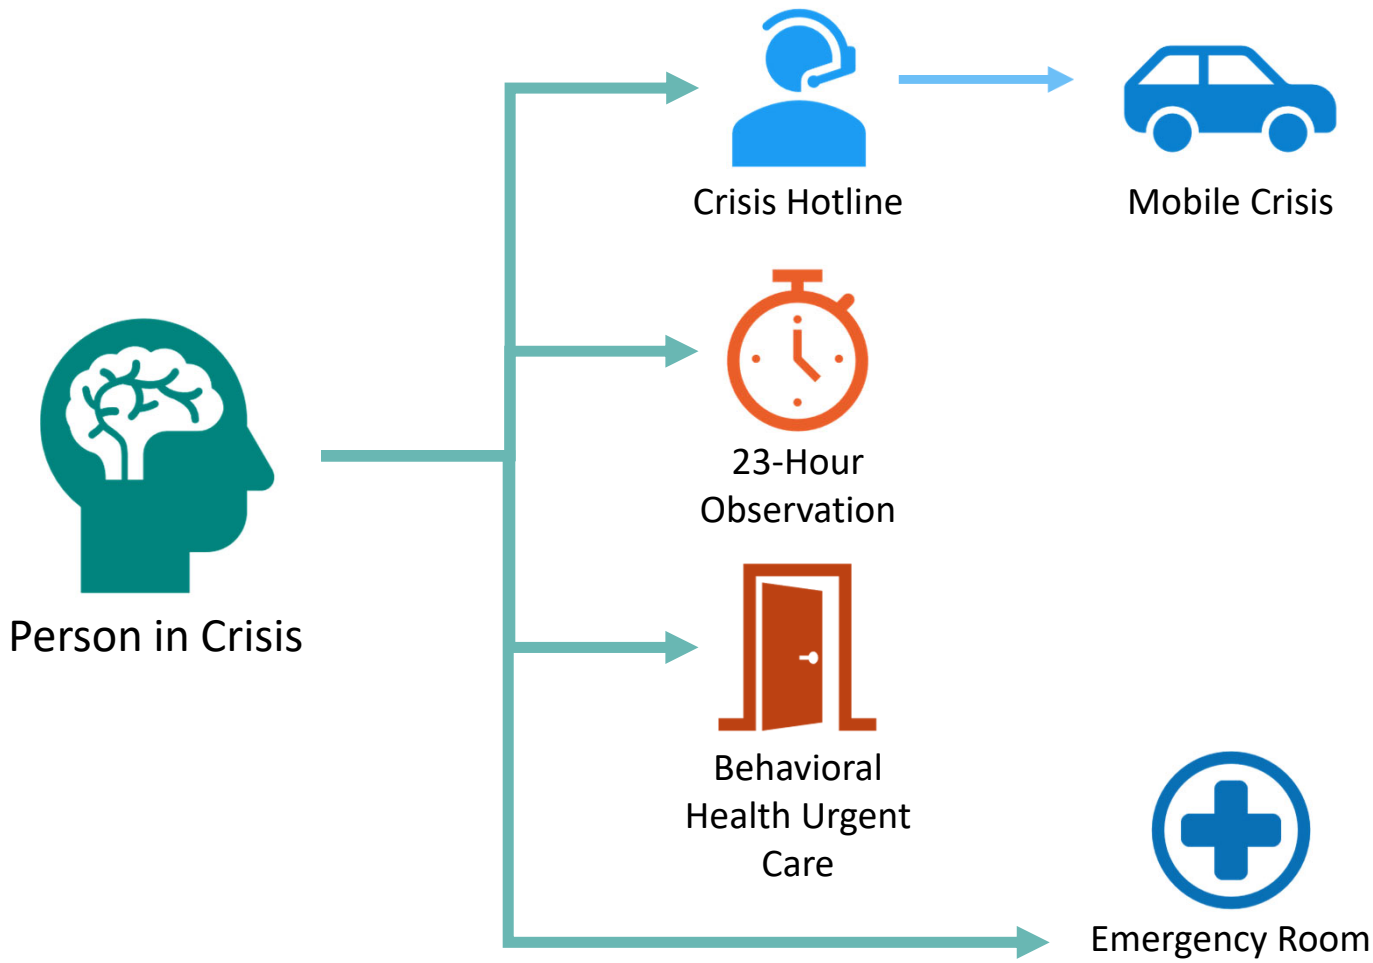 Crisis Hotline
Mobile Crisis
23-Hour
Observation
Person in Crisis
Behavioral
Health Urgent
Care
Emergency Room